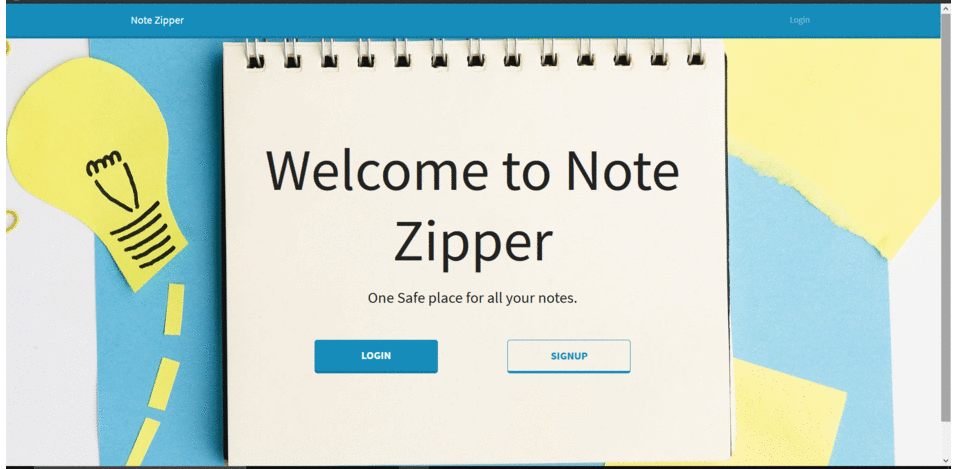 Note Zipper
Login
Welcome to Note
Zipper
One Safe place for all your notes.
LOGIN
SIGNUP